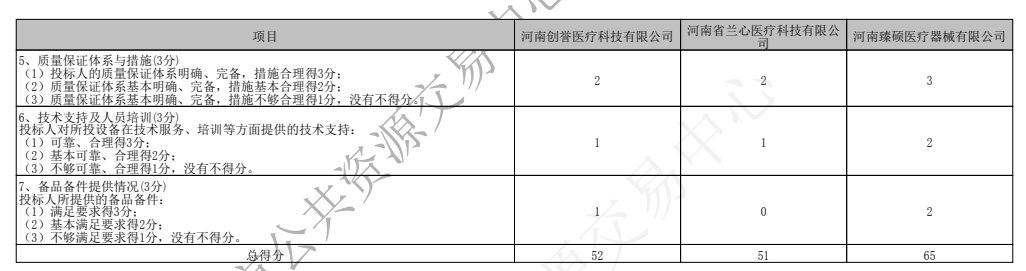 项目 河南创誉医疗科技有限公司 河南省兰心医疗科技有限公司 河南臻硕医疗器械有限公司
5、质量保证体系与措施(3分)
(1)投标人的质量保证体系明确、完备,措施合理得3分;
(2)质量保证体系基本明确、完备,措施基本合理得2分;
(3)质量保证体系基本明确、完备,措施不够合理得1分,没有不得分。
2 2 3
6、技术支持及人员培训(3分)
投标人对所投设备在技术服务、培训等方面提供的技术支持:
(1)可靠、合理得3分;
(2)基本可靠、合理得2分;
(3)不够可靠、合理得1分,没有不得分。
1 1 2
7、备品备件提供情况(3分)
投标人所提供的备品备件:
(1)满足要求得3分;
(2)基本满足要求得2分;
(3)不够满足要求得1分,没有不得分。
1 0 2
总得分 52 51 65
公共资源交易中心
源交易中心